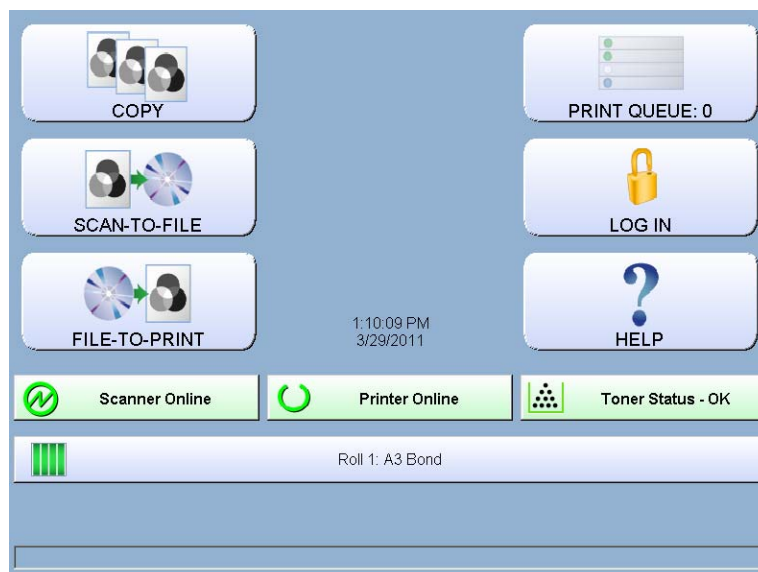 COPY
PRINT QUEUE: 0
SCAN-TO-FILE
LOG IN
FILE-TO-PRINT
1:10:09 PM
3/29/2011
HELP
Scanner Online
Printer Online
Toner Status - OK
Roll 1: A3 Bond